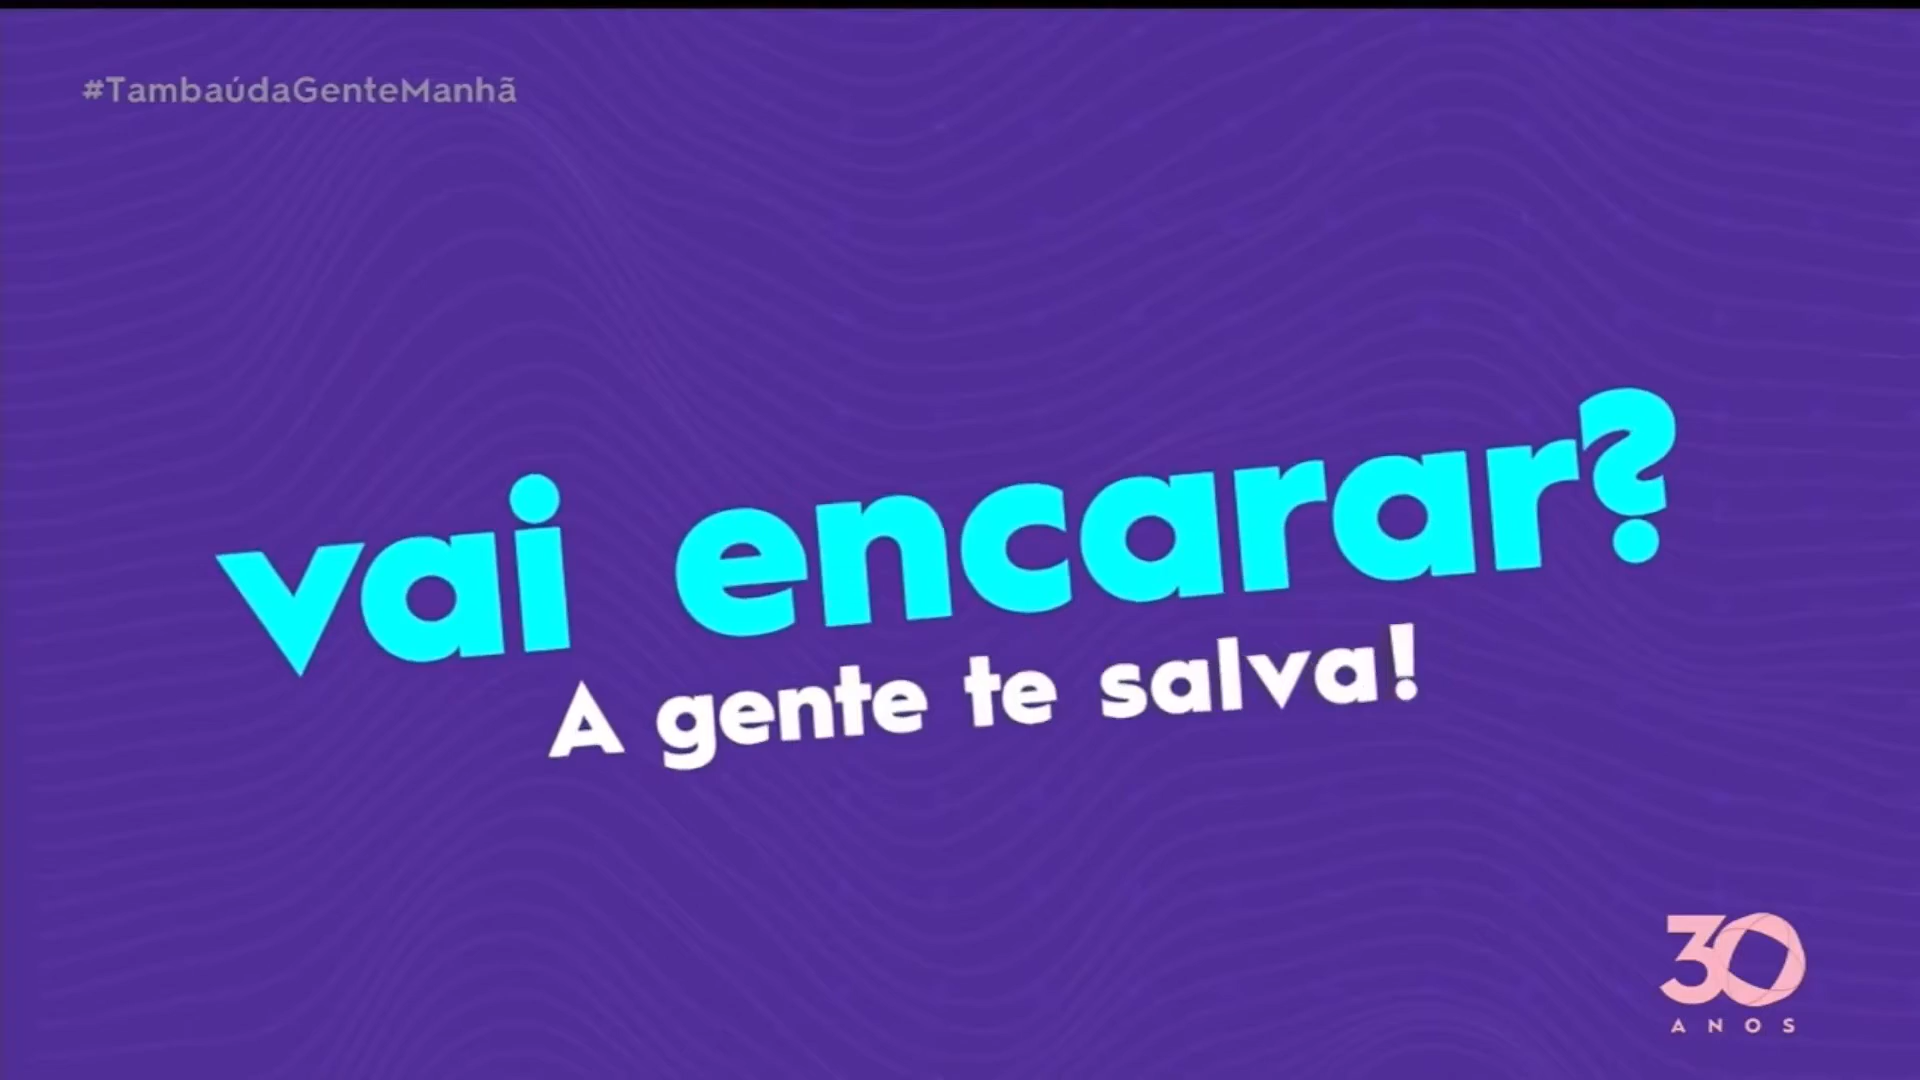 #TambaúdaGenteManhã
vai encarar?
A gente te salva!
30
ANOS